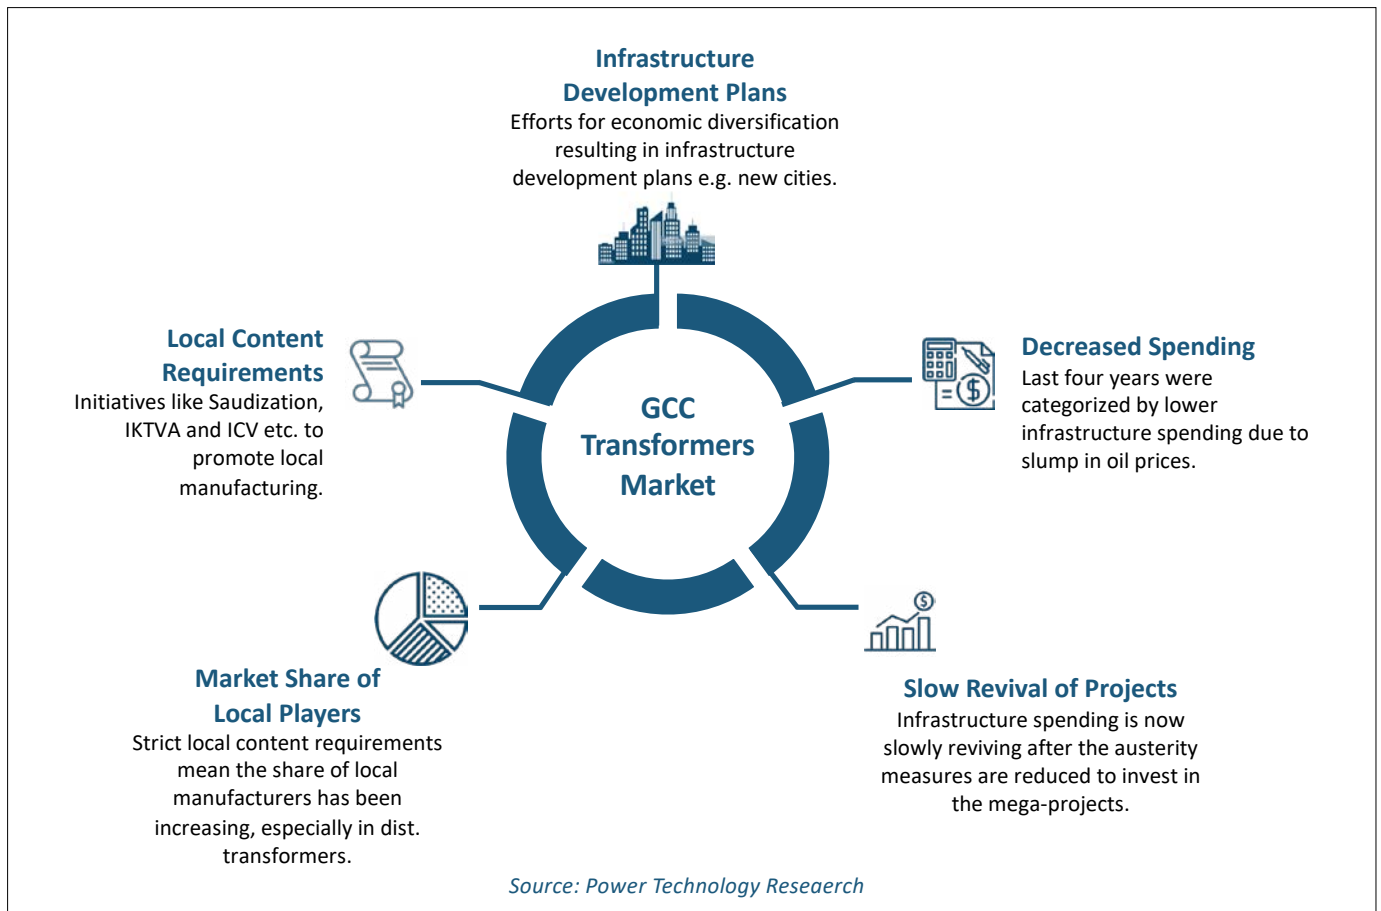 Infrastructure
Development Plans
Efforts for economic diversification
resulting in infrastructure
development plans e.g. new cities.
Local Content
Requirements
Initiatives like Saudization,
IKTVA and ICV etc. to
promote local
manufacturing.
GCC
Transformers
Market
$
Decreased Spending
Last four years were
categorized by lower
infrastructure spending due to
slump in oil prices.
Market Share of
Local Players
Strict local content requirements
mean the share of local
manufacturers has been
increasing, especially in dist.
transformers.
$
Slow Revival of Projects
Infrastructure spending is now
slowly reviving after the austerity
measures are reduced to invest in
the mega-projects.
Source: Power Technology Reseaerch